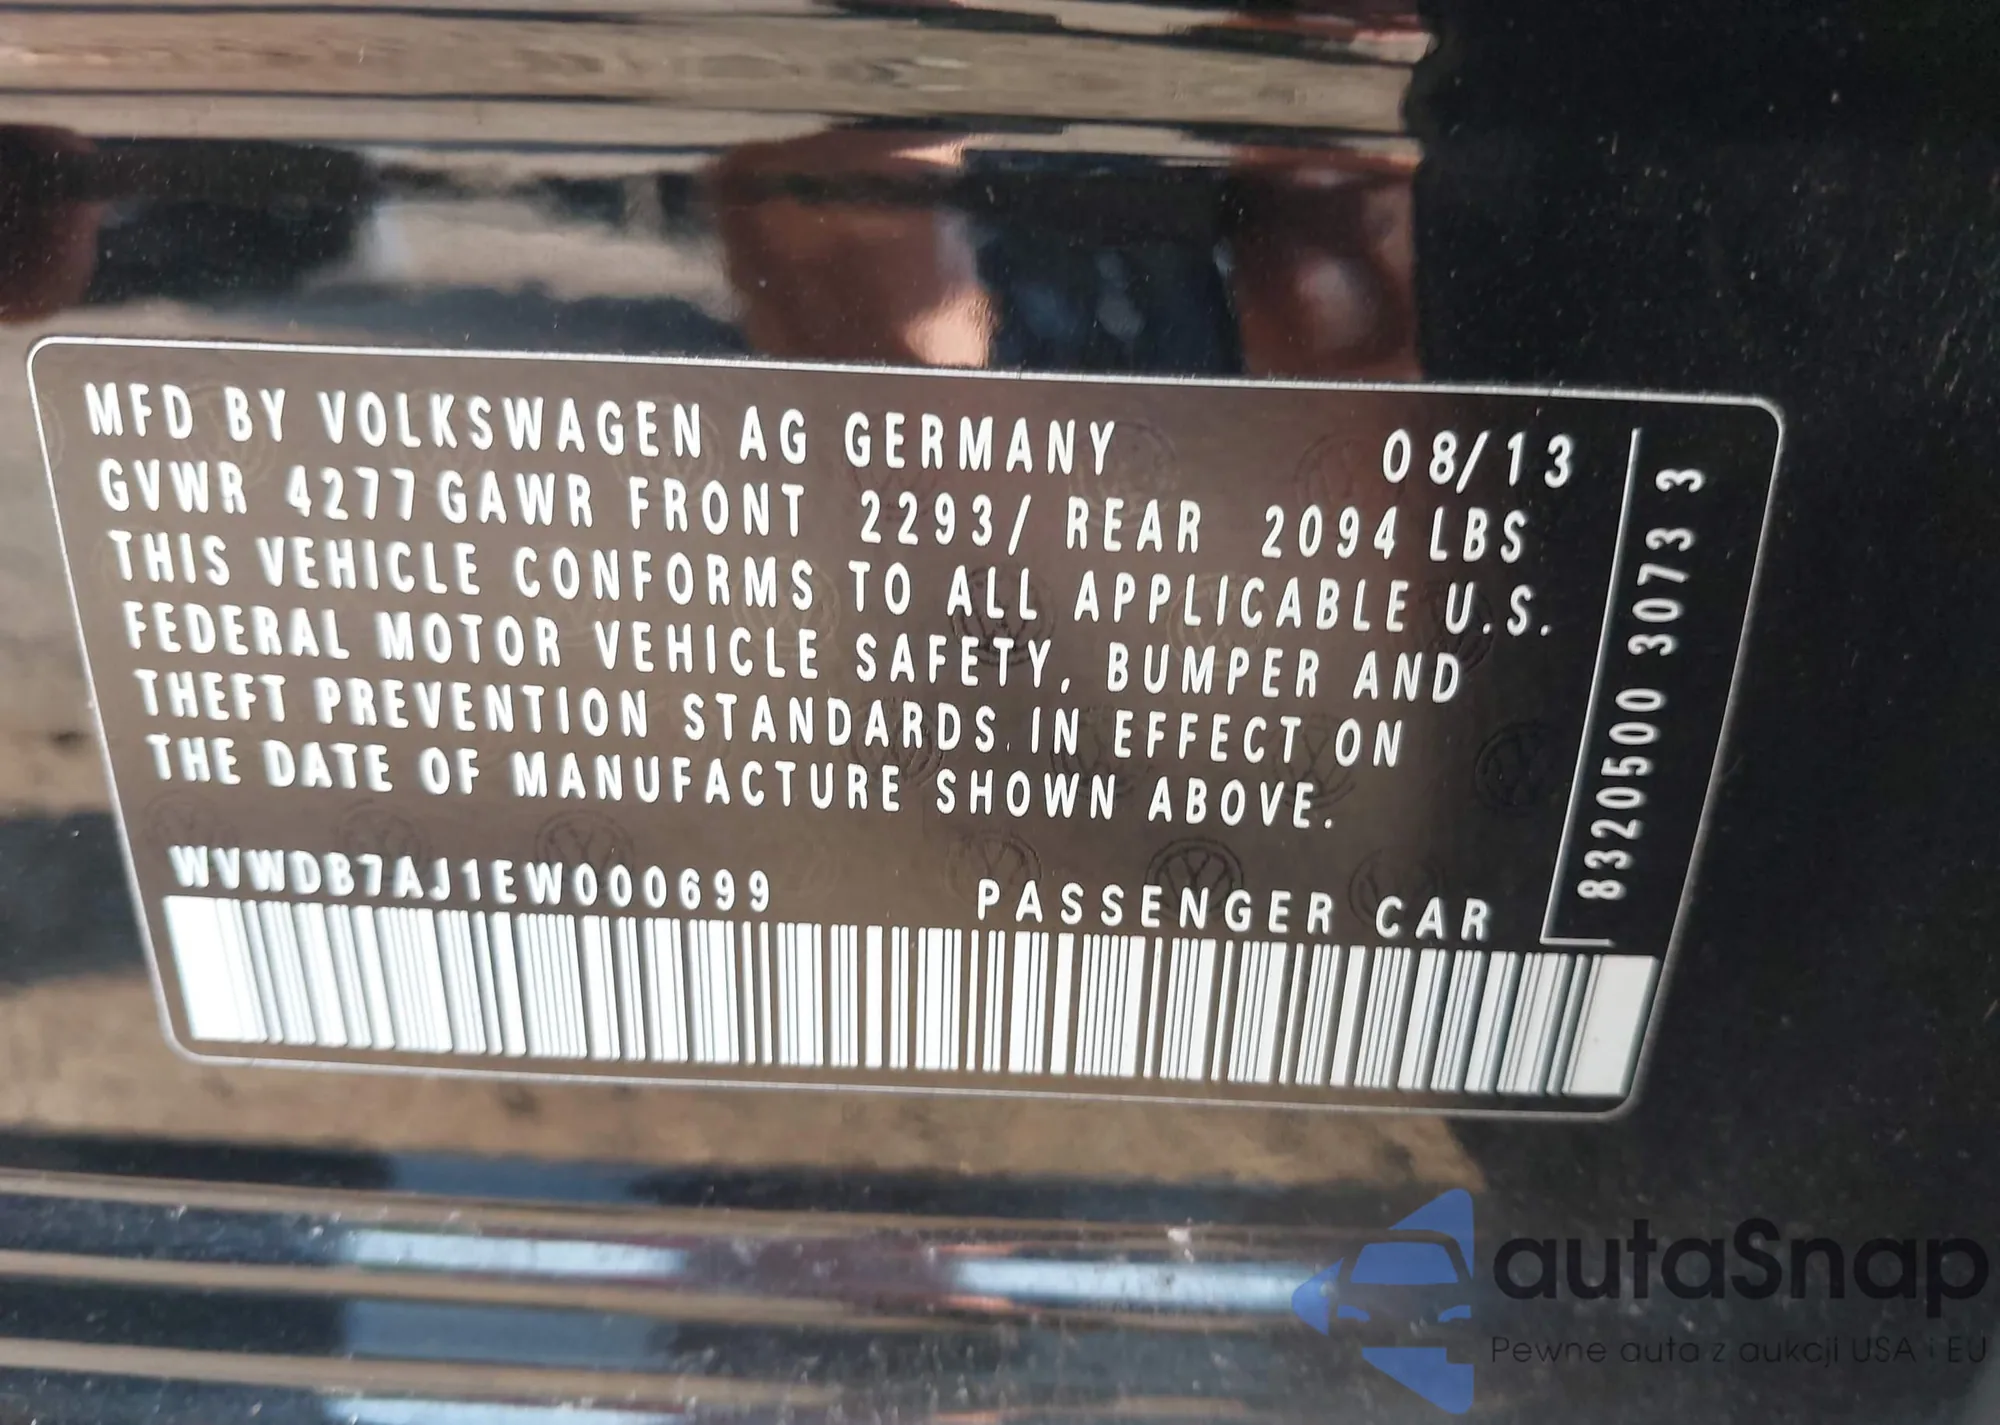 MFD BY VOLKSWAGEN AG GERMANY 08/13
GVWR 4277 GAWR FRONT 2293/ REAR 2094 LBS
THIS VEHICLE CONFORMS TO ALL APPLICABLE U.S.
FEDERAL MOTOR VEHICLE SAFETY, BUMPER AND
THEFT PREVENTION STANDARDS IN EFFECT ON
THE DATE OF MANUFACTURE SHOWN ABOVE.
WVWDB7AJ1EW000699 PASSENGER CAR
8320500 3073 3
autaSnap
Pewne auta z aukcji USA i EU